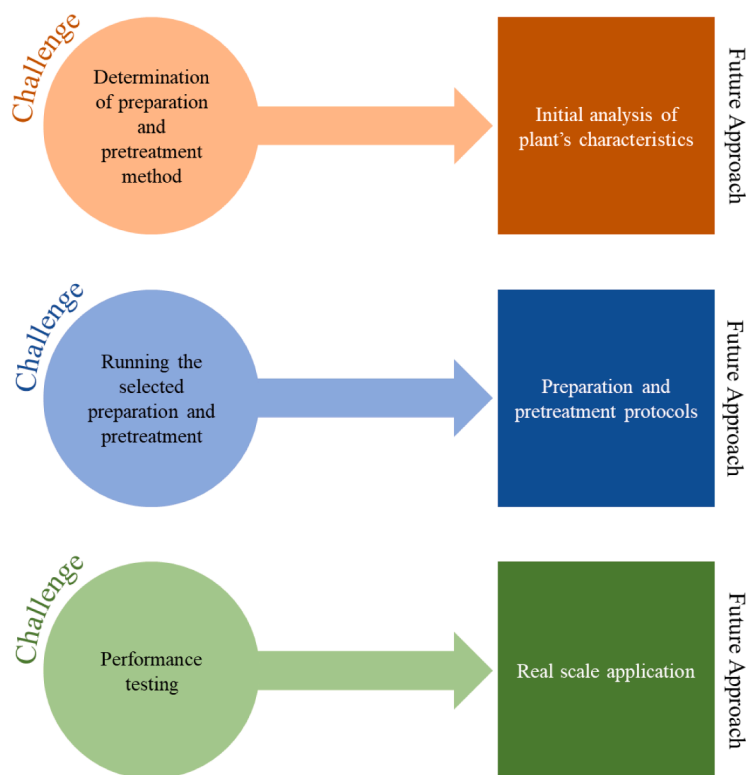 Challenge
Determination
of preparation
and
pretreatment
method
Initial analysis of
plant's characteristics
Future Approach
Challenge
Running the
selected
preparation and
pretreatment
Preparation and
pretreatment protocols
Future Approach
Challenge
Performance
testing
Real scale application
Future Approach